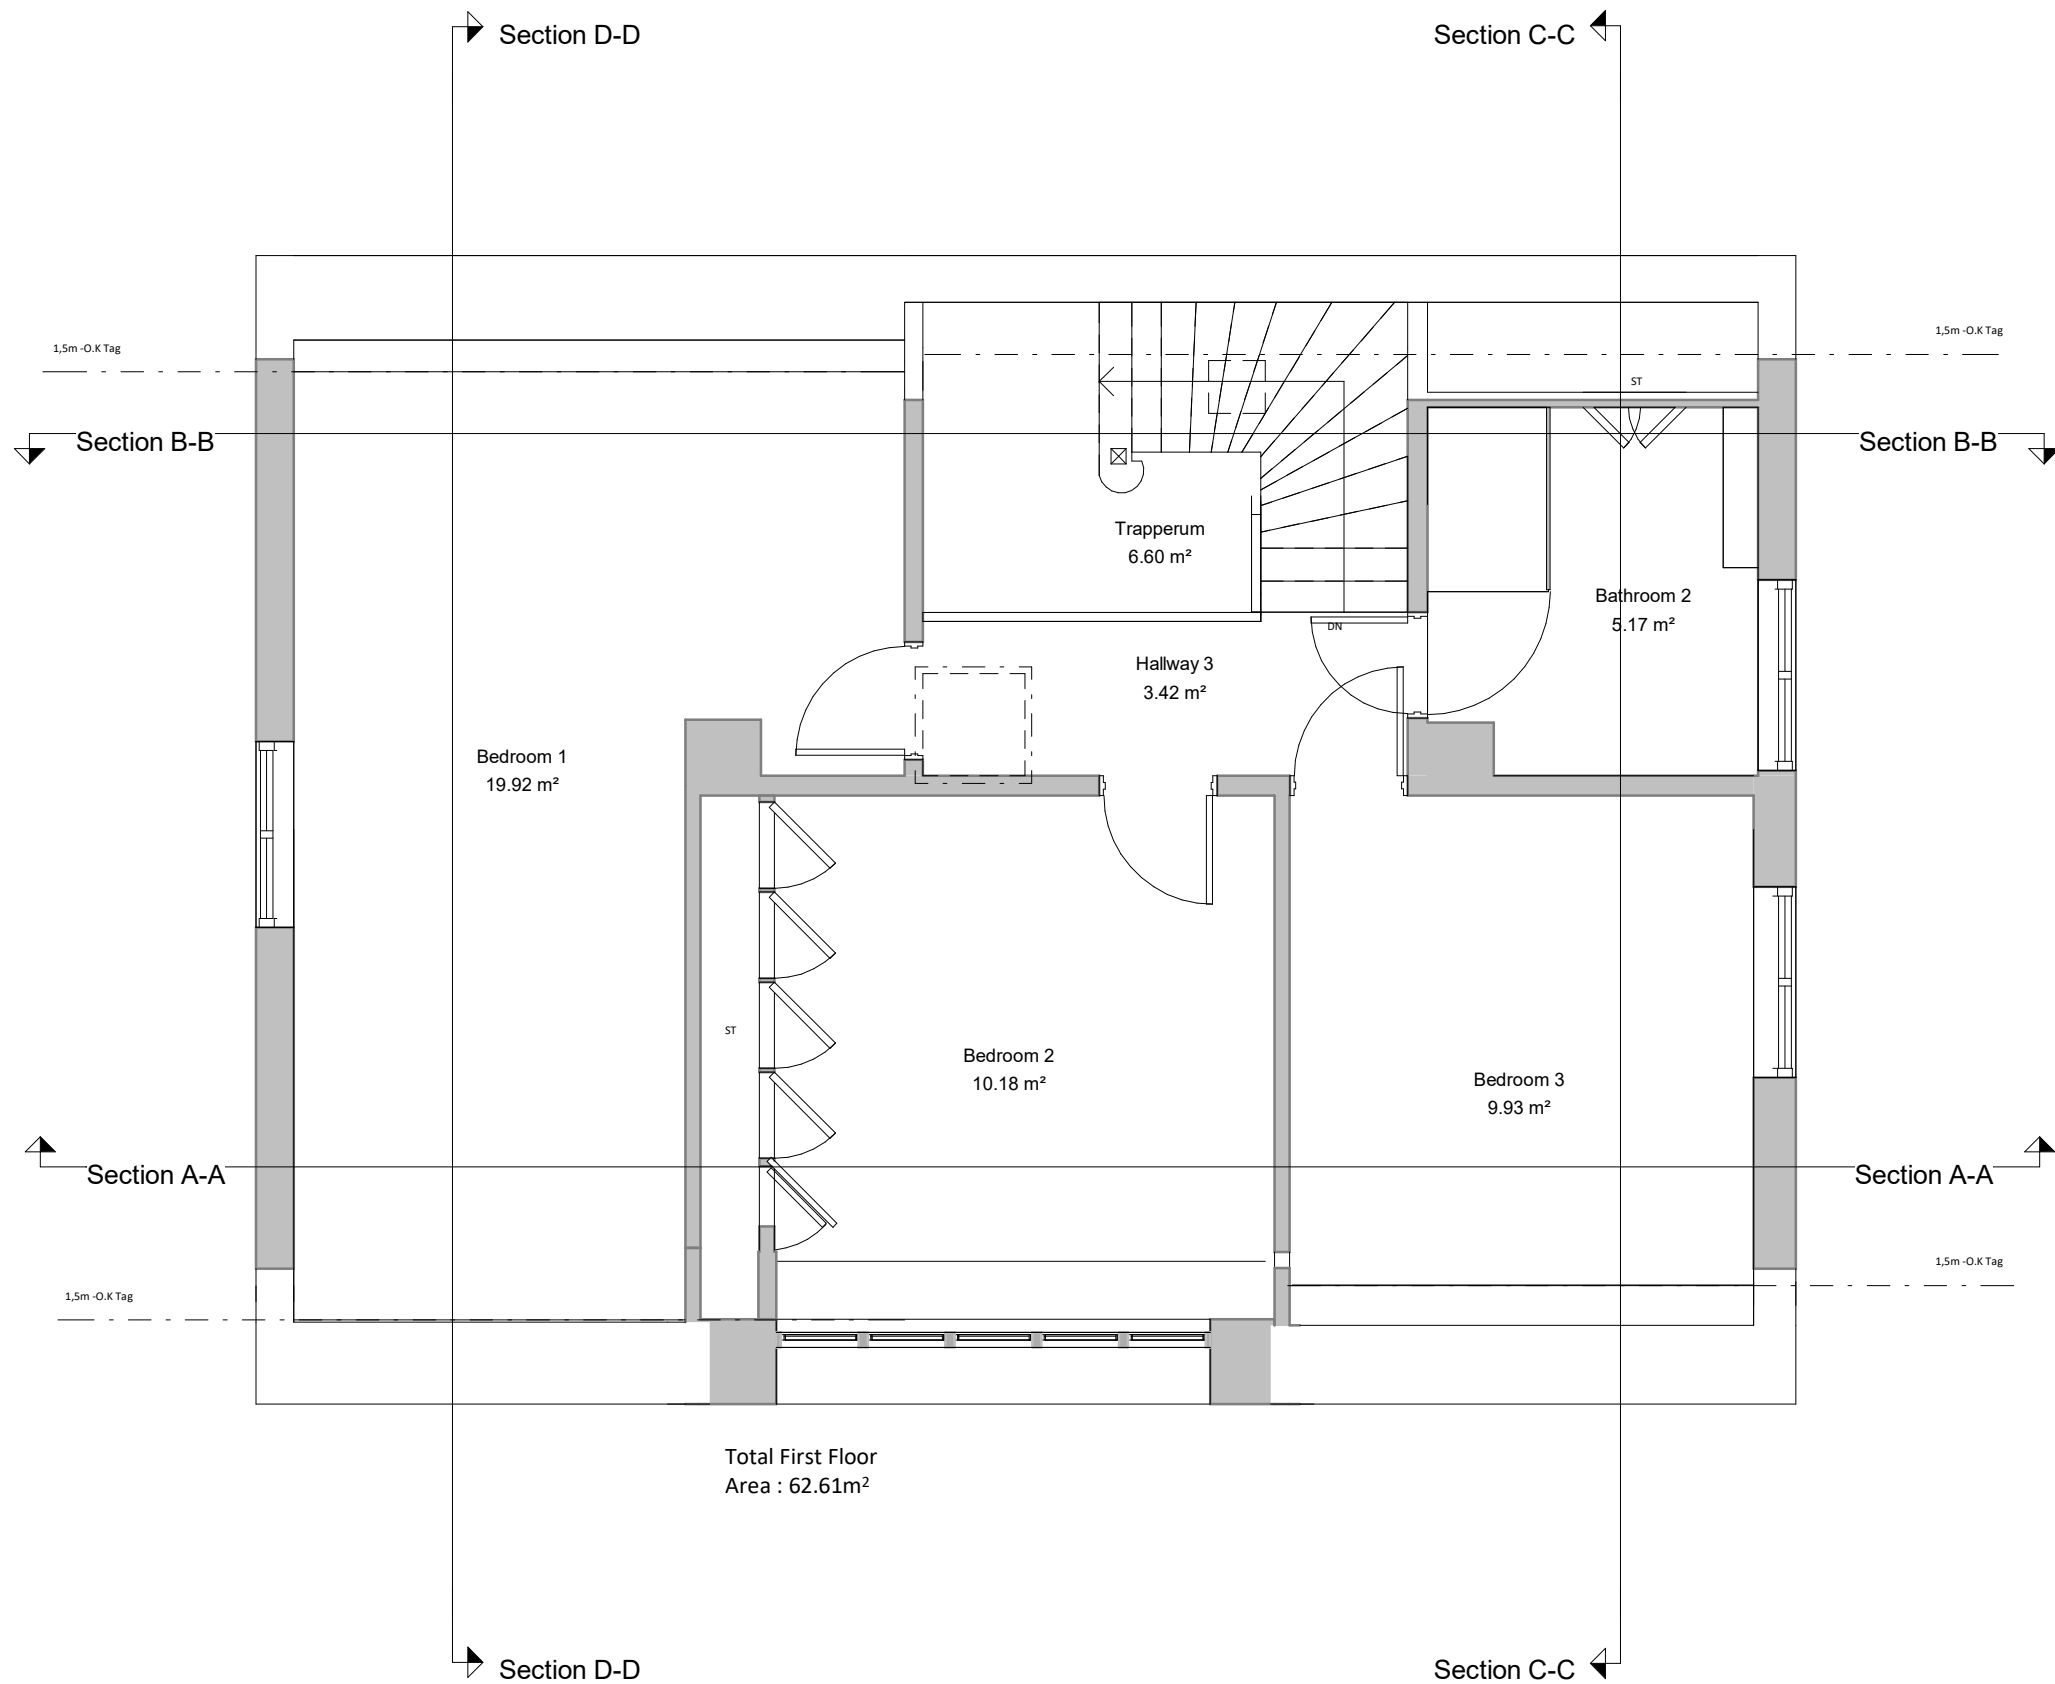 Section D-D
Section C-C
1,5m -O.K Tag
1,5m -O.K Tag
ST
Section B-B
Section B-B
Trapperum
6.60 m²
Bathroom 2
5.17 m²
DN
Hallway 3
3.42 m²
Bedroom 1
19.92 m²
ST
Bedroom 2
10.18 m²
Bedroom 3
9.93 m²
Section A-A
Section A-A
1,5m -O.K Tag
1,5m -O.K Tag
Total First Floor
Area : 62.61m²
Section D-D
Section C-C